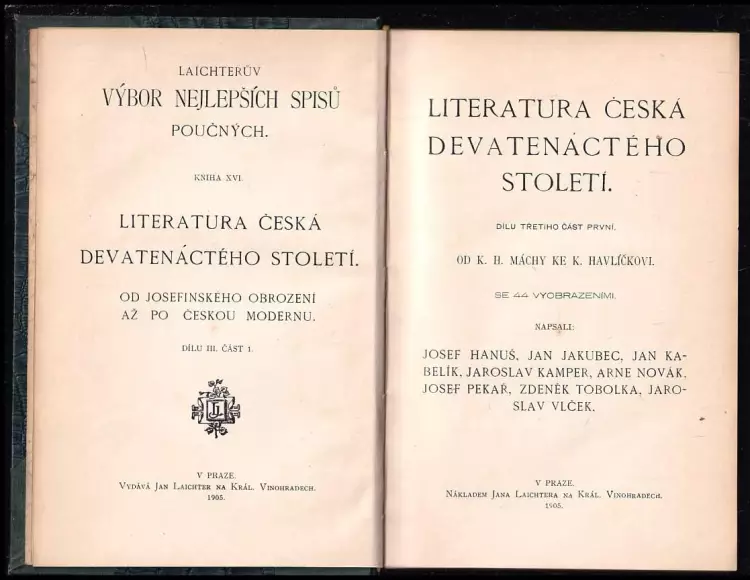 LAICHTERŮV
VÝBOR NEJLEPŠÍCH SPISŮ
POUČNÝCH.
KNIHA XVI.
LITERATURA ČESKÁ
DEVATENÁCTÉHO STOLETÍ.
OD JOSEFINSKÉHO OBROZENÍ
AŽ PO ČESKOU MODERNU.
DÍLU III. ČÁST 1.
JL
V PRAZE.
VYDÁVÁ JAN LAICHTER NA KRÁL. VINOHRADECH.
1905.
LITERATURA ČESKÁ
DEVATENÁCTÉHO
STOLETÍ.
DÍLU TŘETIHO ČÁST PRVNÍ.
OD K. H. MÁCHY KE K. HAVLÍČKOVI.
SE 44 VYOBRAZENÍMI.
NAPSALI:
JOSEF HANUŠ, JAN JAKUBEC, JAN KA-
BELÍK, JAROSLAV KAMPER, ARNE NOVÁK,
JOSEF PEKAŘ, ZDENĚK TOBOLKA, JARO-
SLAV VLČEK.
V PRAZE.
NÁKLADEM JANA LAICHTERA NA KRÁL. VINOHRADECH.
1905.